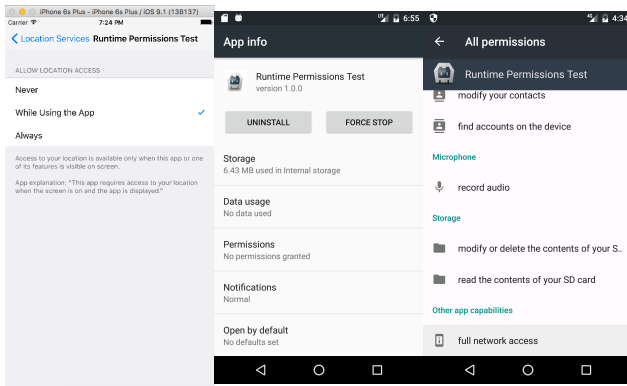 iPhone 6s Plus - iPhone 6s Plus / iOS 9.1 (13B137)
Carrier
7:24 PM
Location Services
Runtime Permissions Test
ALLOW LOCATION ACCESS
Never
While Using the App
Always
Access to your location is available only when this app or one
of its features is visible on screen.
App explanation: "This app requires access to your location
when the screen is on and the app is displayed."
6:55
App info
Runtime Permissions Test
version 1.0.0
UNINSTALL
FORCE STOP
Storage
6.43 MB used in Internal storage
Data usage
No data used
Permissions
No permissions granted
Notifications
Normal
Open by default
No defaults set
4:34
All permissions
Runtime Permissions Test
modify your contacts
find accounts on the device
Microphone
record audio
Storage
modify or delete the contents of your S..
read the contents of your SD card
Other app capabilities
full network access